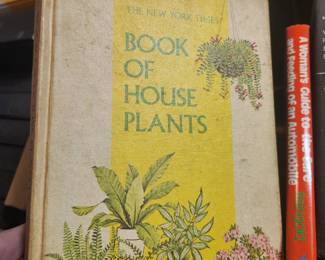 THE NEW YORK TIMES
BOOK
OF
HOUSE
PLANTS
A Woman's Guide to the Care
and Feeding of an Automobile